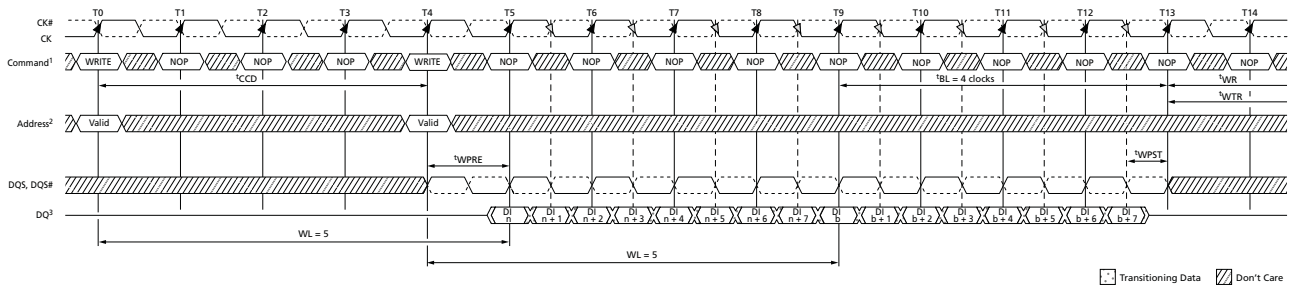 T0 T1 T2 T3 T4 T5 T6 T7 T8 T9 T10 T11 T12 T13 T14
CK#
CK
Command¹ WRITE NOP NOP NOP WRITE NOP NOP NOP NOP NOP NOP NOP NOP NOP NOP
ᵗCCD ᵗBL = 4 clocks ᵗWR
ᵗWTR
Address² Valid Valid
ᵗWPRE ᵗWPST
DQS, DQS#
DQ³ DI n DI n + 1 DI n + 2 DI n + 3 DI n + 4 DI n + 5 DI n + 6 DI n + 7 DI b DI b + 1 DI b + 2 DI b + 3 DI b + 4 DI b + 5 DI b + 6 DI b + 7
WL = 5
WL = 5
Transitioning Data Don't Care